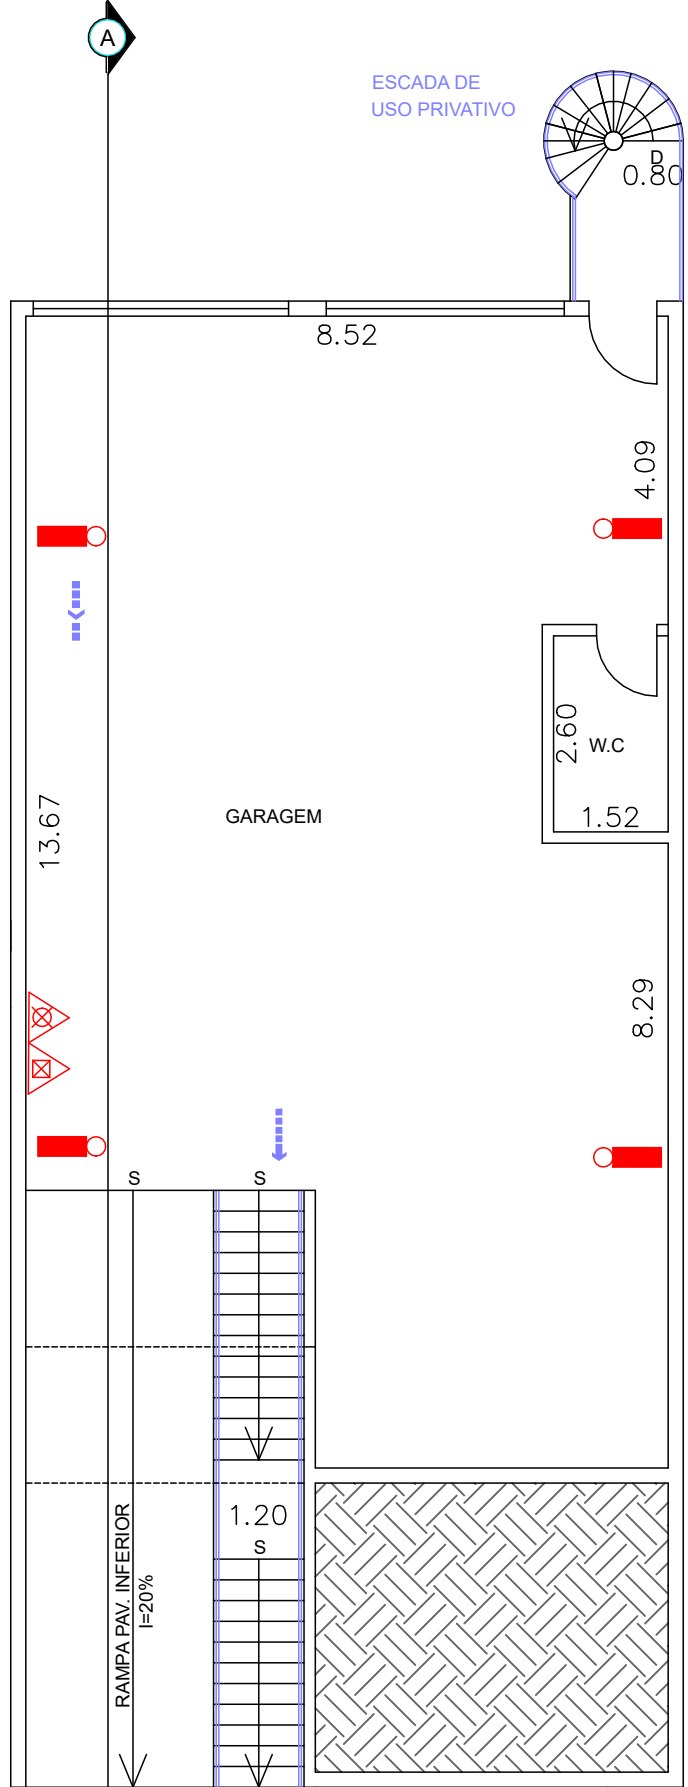 A
ESCADA DE
USO PRIVATIVO
D
0.80
8.52
4.09
2.60
W.C
1.52
13.67
GARAGEM
8.29
S
S
1.20
S
RAMPA PAV. INFERIOR
I=20%